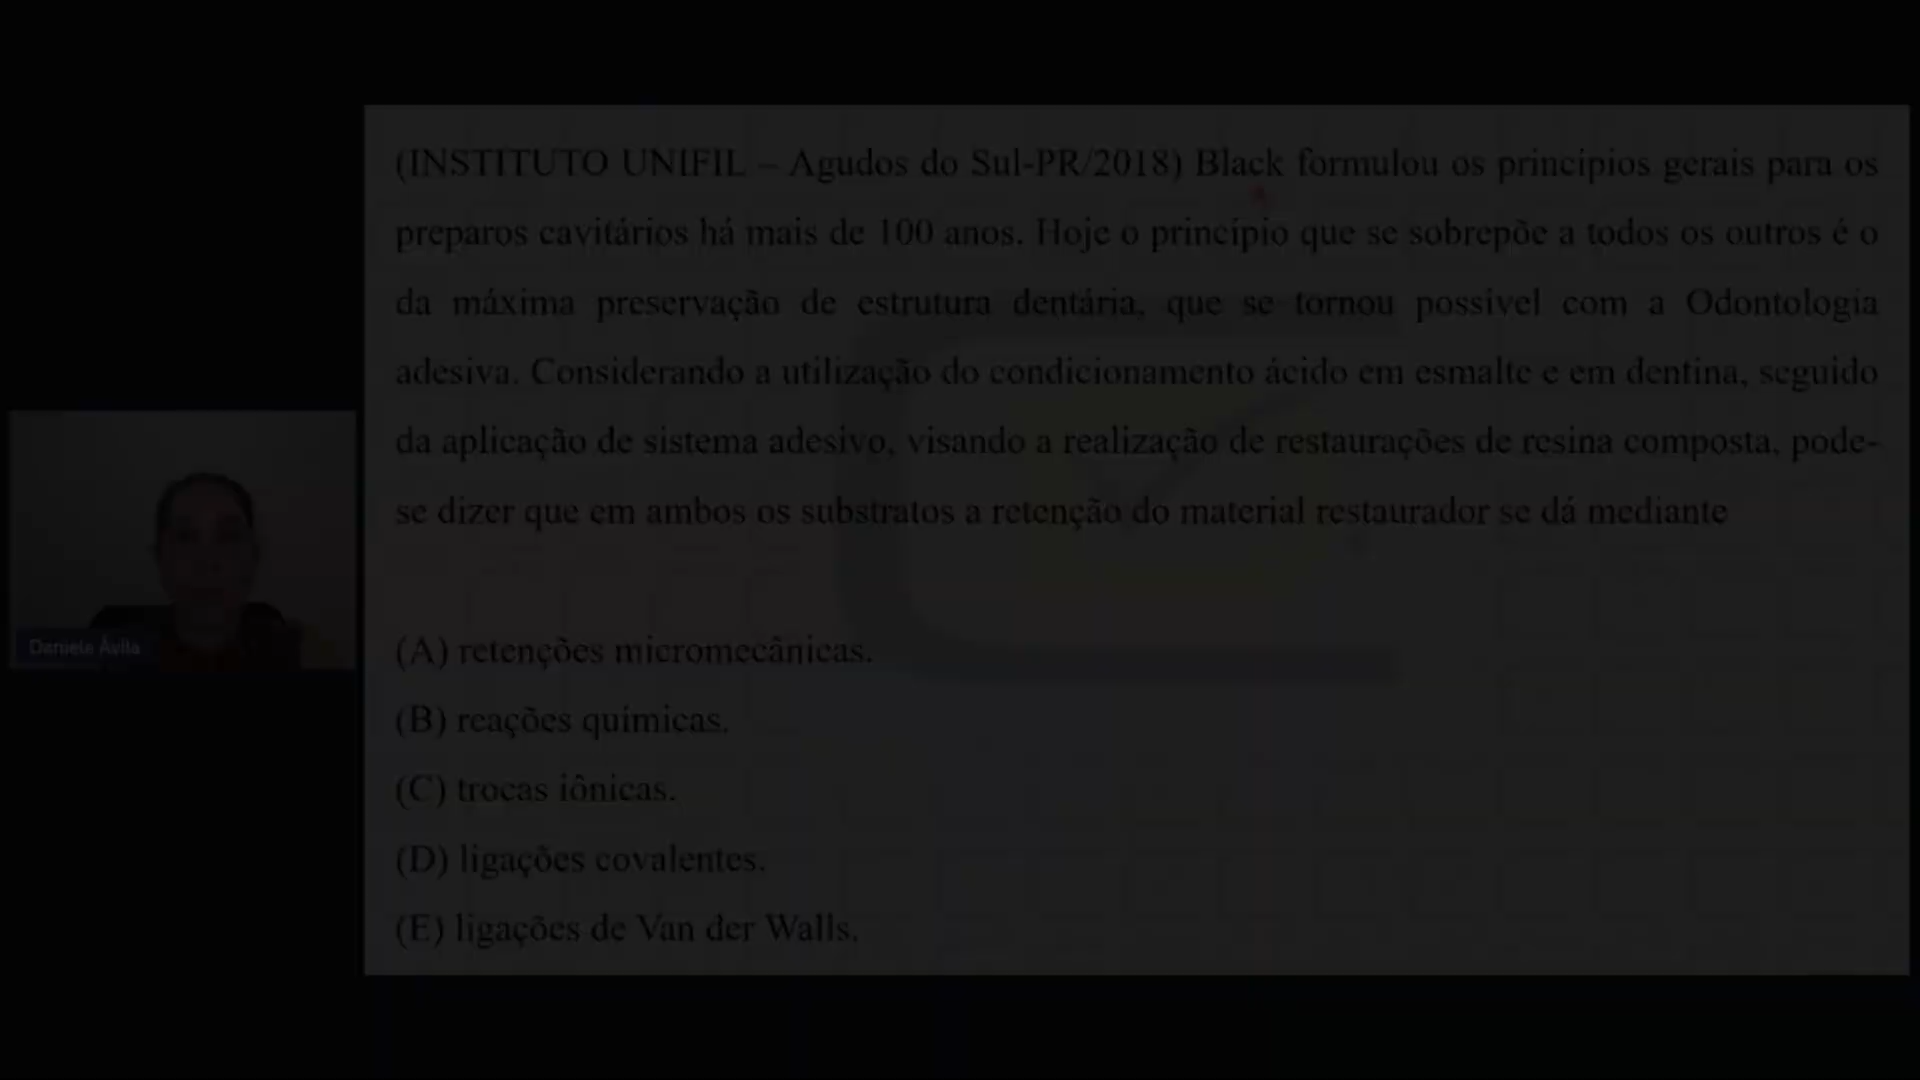 (INSTITUTO UNIFIL – Agudos do Sul-PR/2018) Black formulou os princípios gerais para os
preparos cavitários há mais de 100 anos. Hoje o princípio que se sobrepõe a todos os outros é o
da máxima preservação de estrutura dentária, que se tornou possível com a Odontologia
adesiva. Considerando a utilização do condicionamento ácido em esmalte e em dentina, seguido
da aplicação de sistema adesivo, visando a realização de restaurações de resina composta, pode-
se dizer que em ambos os substratos a retenção do material restaurador se dá mediante
(A) retenções micromecânicas.
(B) reações químicas.
(C) trocas iônicas.
(D) ligações covalentes.
(E) ligações de Van der Walls.
Daniela Ávila